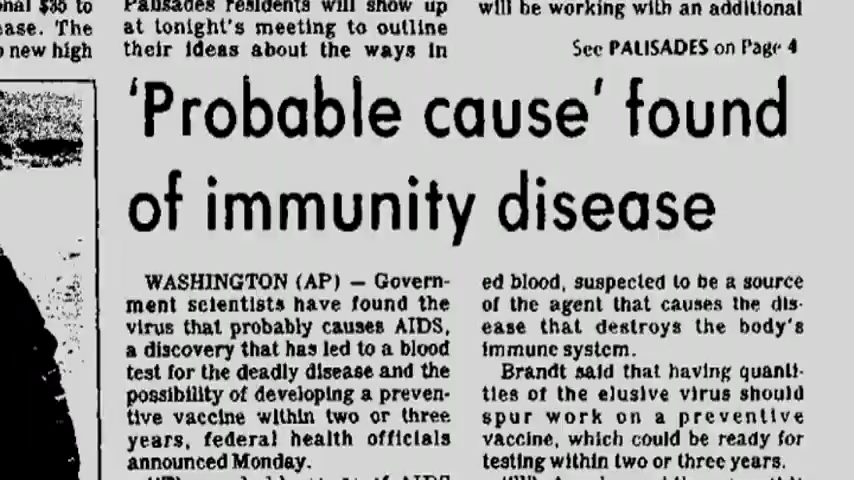 onal $35 to
ease. The
o new high
Palisades residents will show up
at tonight's meeting to outline
their ideas about the ways in
will be working with an additional
See PALISADES on Page 4
'Probable cause' found
of immunity disease
WASHINGTON (AP) — Govern-
ment scientists have found the
virus that probably causes AIDS,
a discovery that has led to a blood
test for the deadly disease and the
possibility of developing a preven-
tive vaccine within two or three
years, federal health officials
announced Monday.
ed blood, suspected to be a source
of the agent that causes the dis-
ease that destroys the body's
immune system.
Brandt said that having quanti-
ties of the elusive virus should
spur work on a preventive
vaccine, which could be ready for
testing within two or three years.